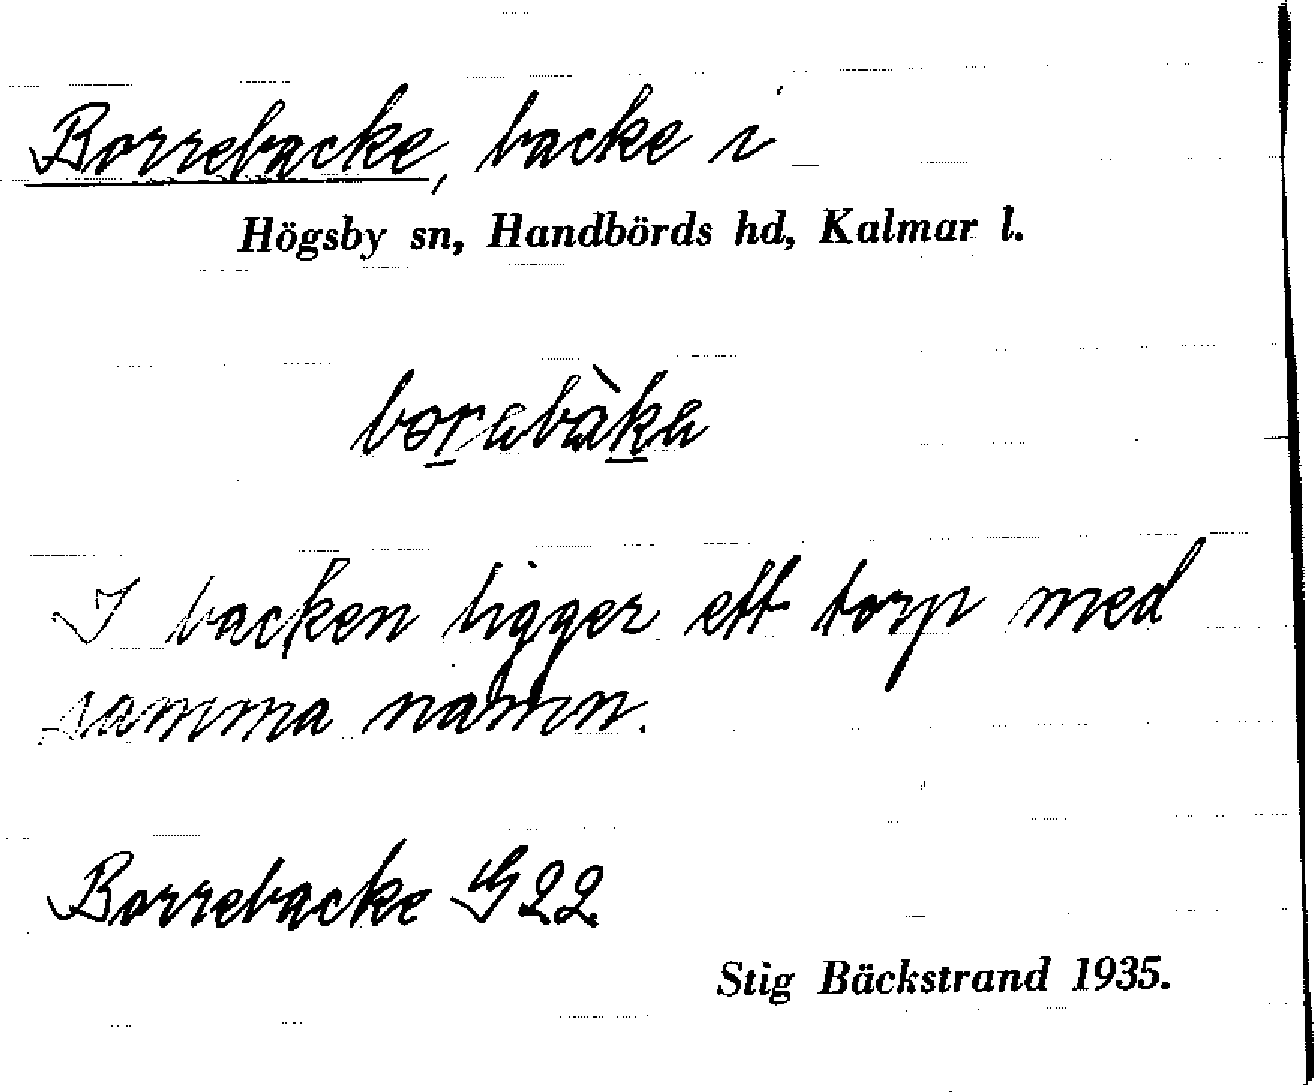 Borrebacke, backe i
Högsby sn, Handbörds hd, Kalmar l.
I backen ligger ett torp med
samma namn.
Borrebacke G22
Stig Bäckstrand 1935.